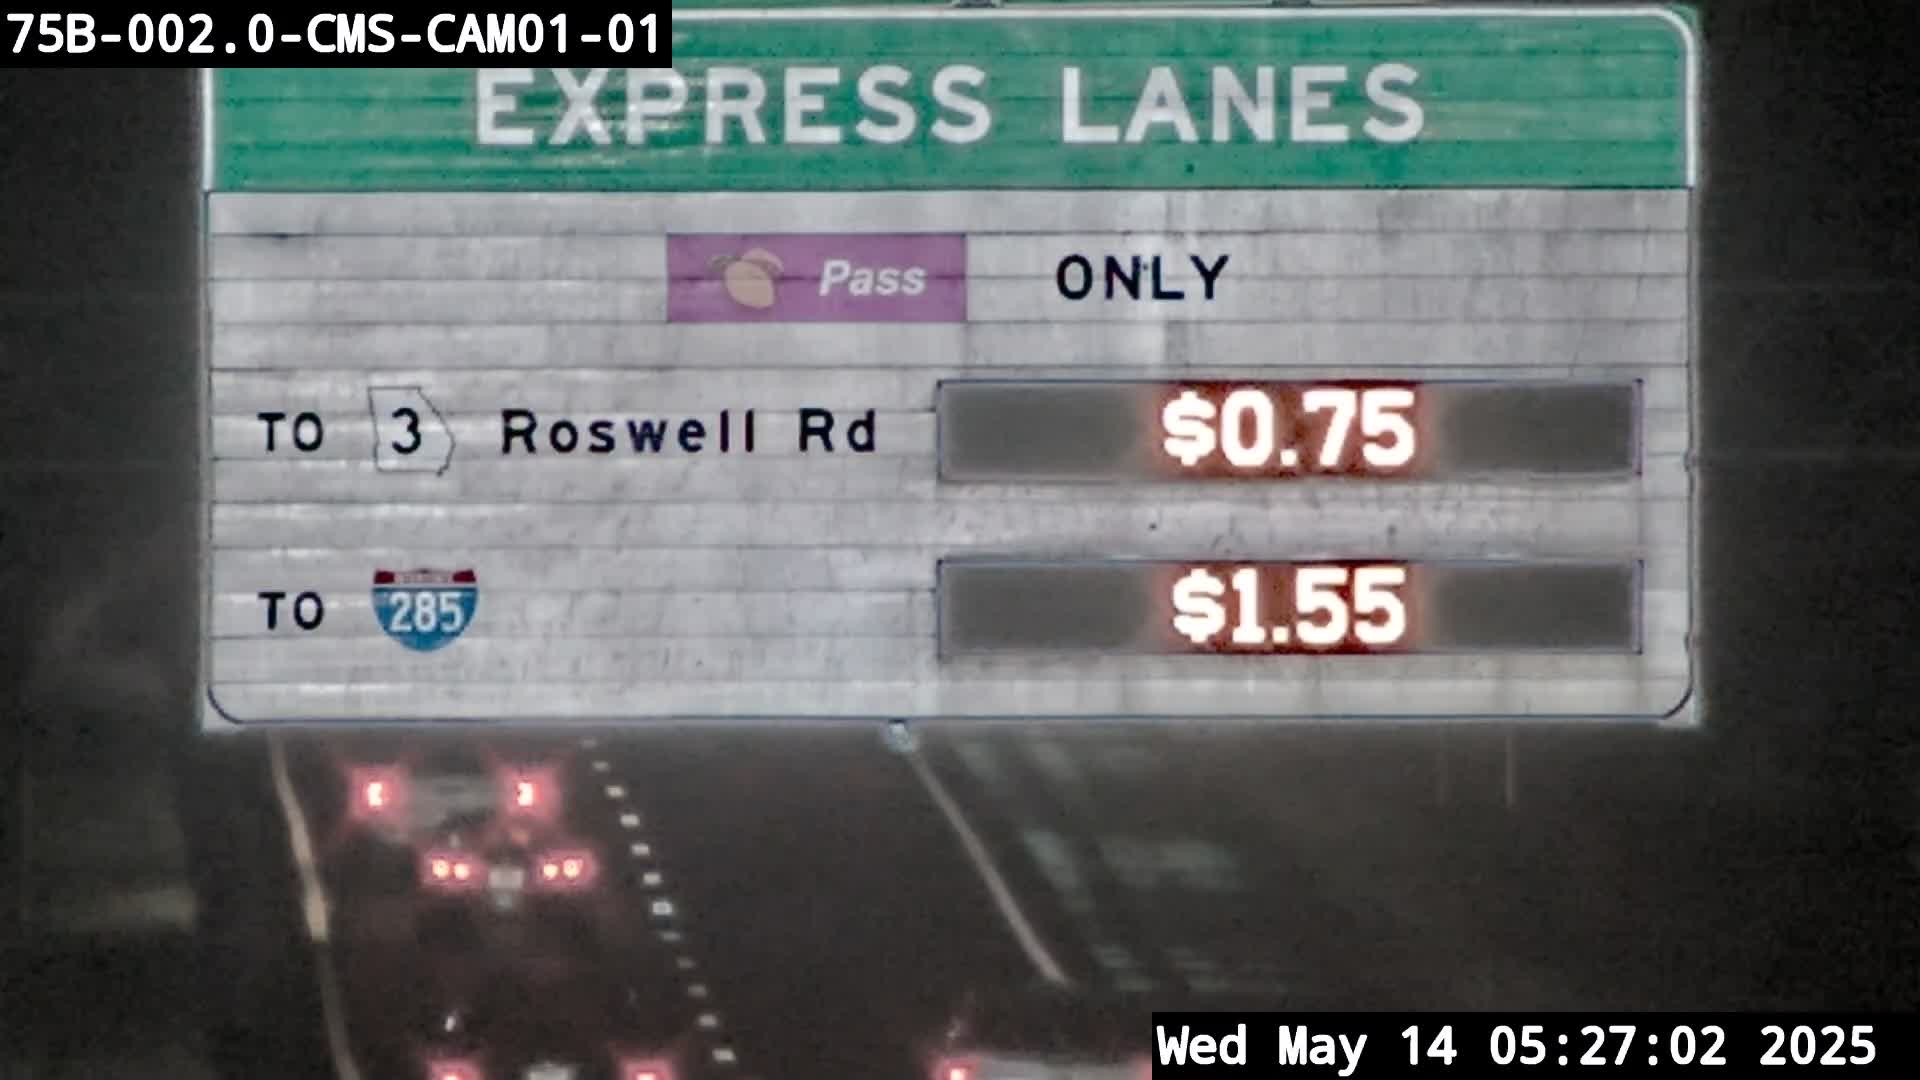 75B-002.0-CMS-CAM01-01
EXPRESS LANES
Pass ONLY
TO 3 Roswell Rd $0.75
TO 285 $1.55
Wed May 14 05:27:02 2025